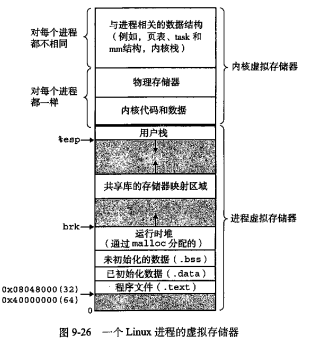 对每个进程
都不相同
与进程相关的数据结构
(例如，页表、task 和
mm结构，内核栈)
内核虚拟存储器
对每个进程
都一样
物理存储器
内核代码和数据
%esp
用户栈
共享库的存储器映射区域
进程虚拟存储器
brk
运行时堆
(通过 malloc 分配的)
未初始化的数据 (.bss)
已初始化数据 (.data)
程序文件 (.text)
0x08048000(32)
0x40000000(64)
0
图 9-26 一个 Linux 进程的虚拟存储器